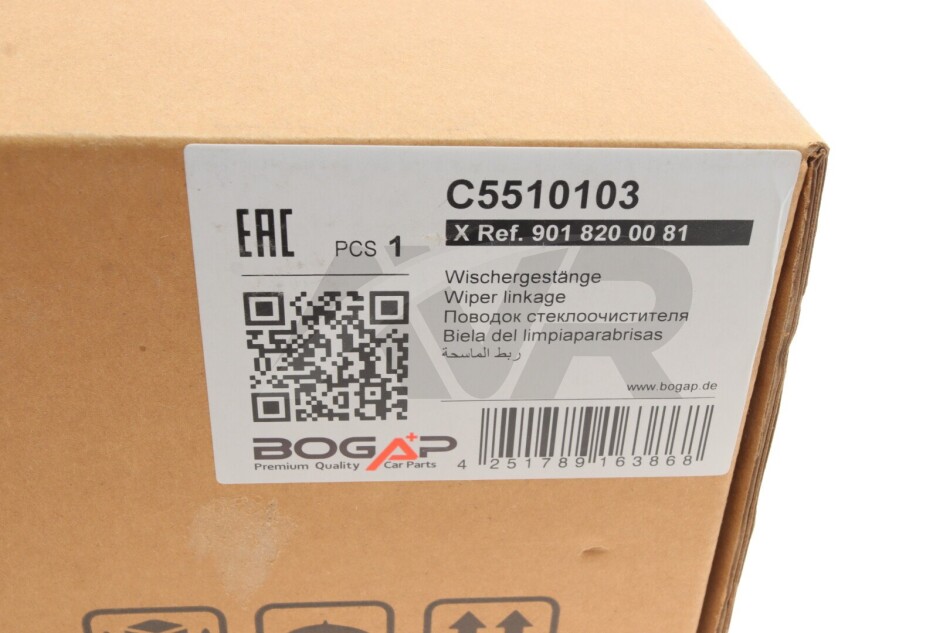 C5510103
X Ref. 901 820 00 81
EAC
PCS 1
Wischergestänge
Wiper linkage
Поводок стеклоочистителя
Biela del limpiaparabrisas
ربط الماسحة
www.bogap.de
BOGAP
Premium Quality Car Parts
4 251789 163868
VR